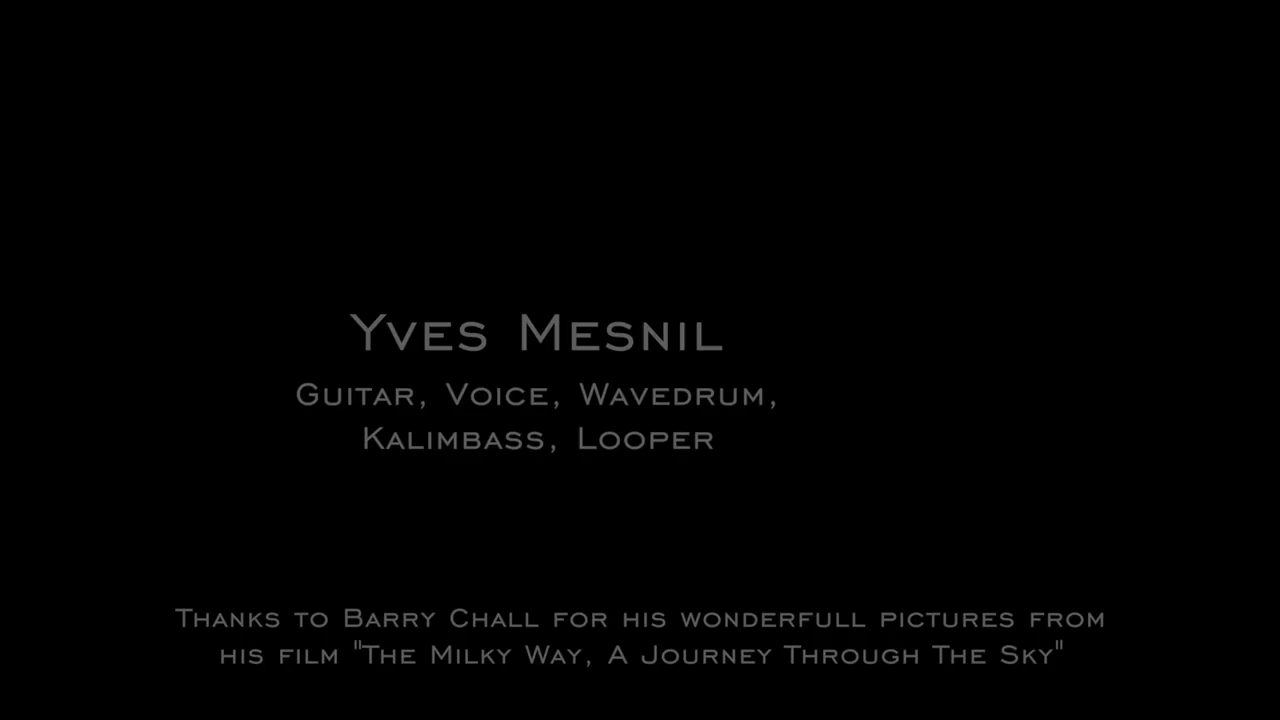 Yves Mesnil
Guitar, Voice, Wavedrum,
Kalimbass, Looper
Thanks to Barry Chall for his wonderfull pictures from
his film "The Milky Way, A Journey Through The Sky"